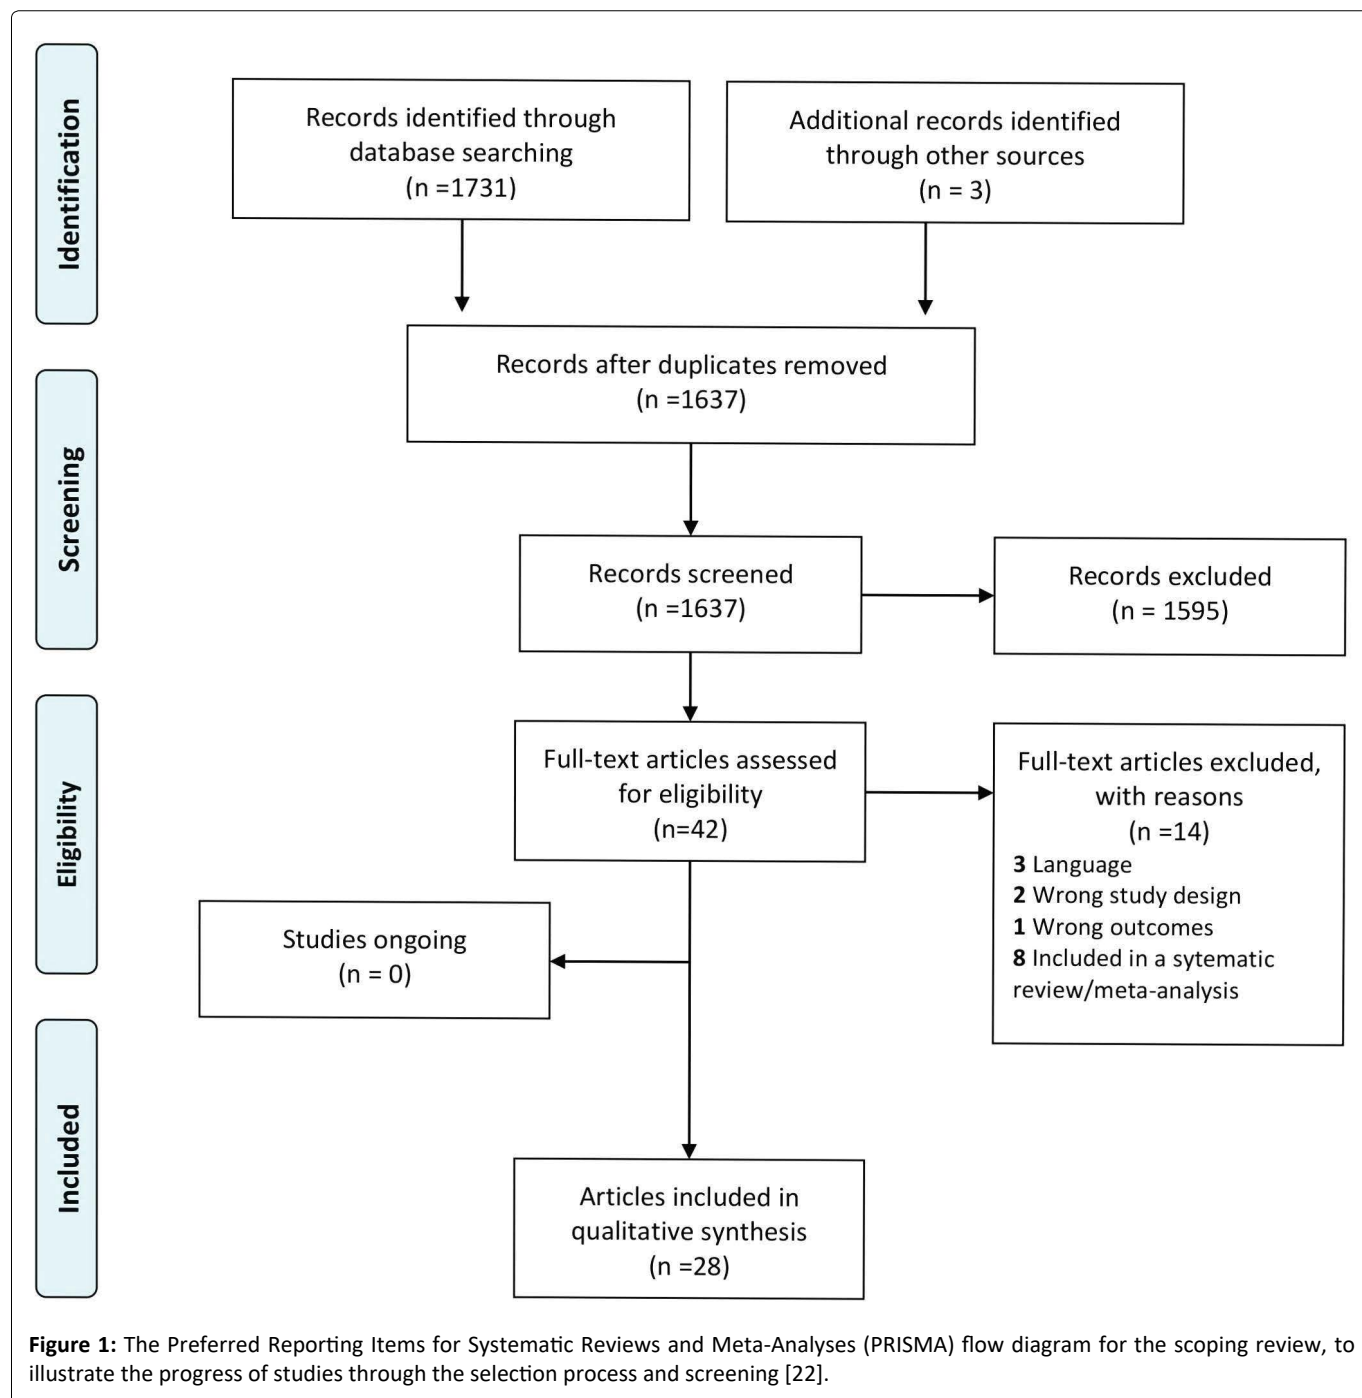 Identification
Records identified through
database searching
(n =1731)
Additional records identified
through other sources
(n = 3)
Records after duplicates removed
(n =1637)
Screening
Records screened
(n =1637)
Records excluded
(n = 1595)
Eligibility
Full-text articles assessed
for eligibility
(n=42)
Full-text articles excluded,
with reasons
(n =14)
3 Language
2 Wrong study design
1 Wrong outcomes
8 Included in a sytematic
review/meta-analysis
Studies ongoing
(n = 0)
Included
Articles included in
qualitative synthesis
(n =28)
Figure 1: The Preferred Reporting Items for Systematic Reviews and Meta-Analyses (PRISMA) flow diagram for the scoping review, to
illustrate the progress of studies through the selection process and screening [22].